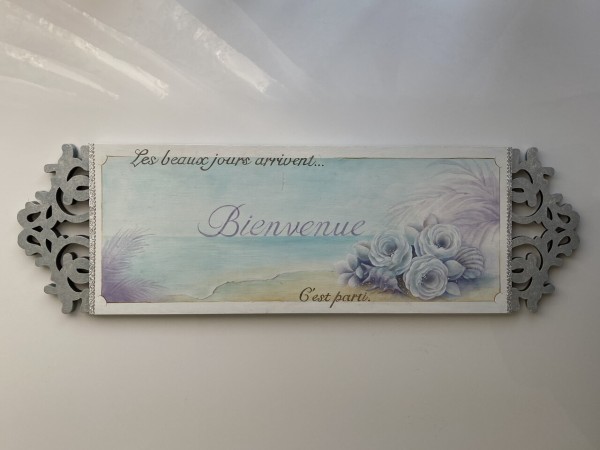 Les beaux jours arrivent...
Bienvenue
C'est parti.